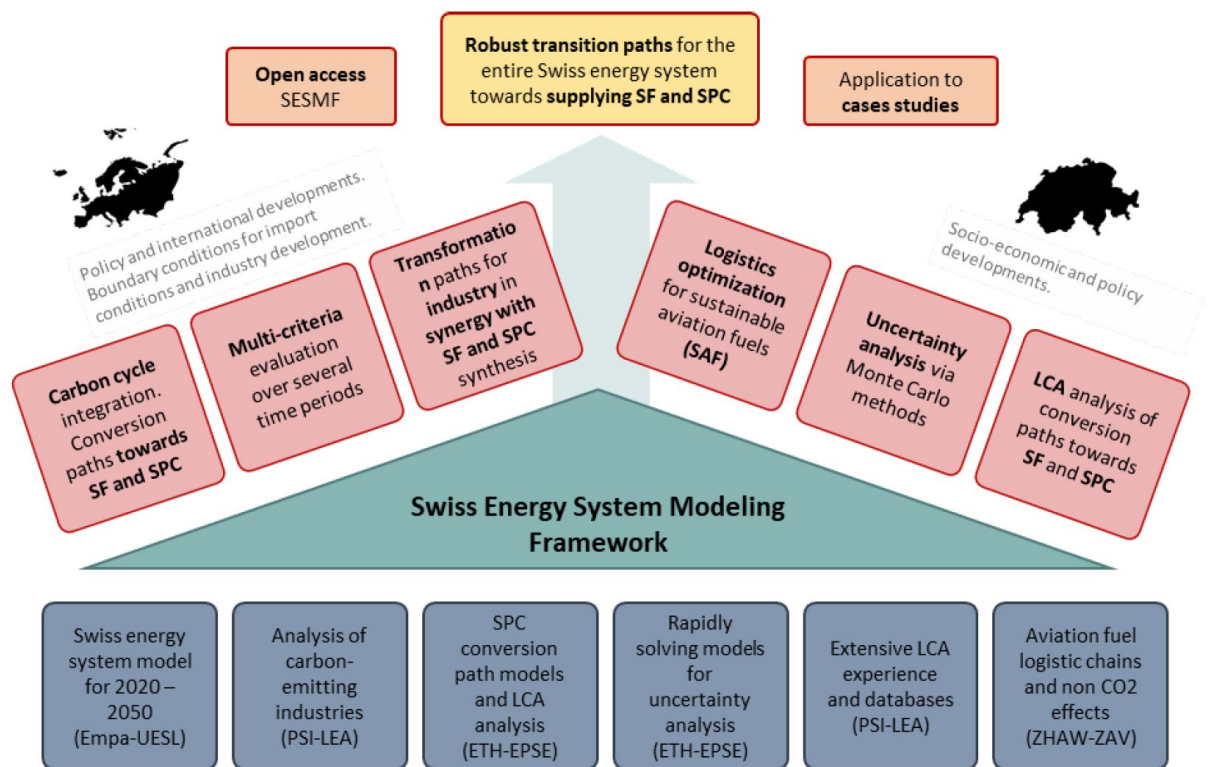 Open access
SESMF
Robust transition paths for the
entire Swiss energy system
towards supplying SF and SPC
Application to
cases studies
Policy and international developments.
Boundary conditions for import
conditions and industry development.
Socio-economic and policy
developments.
Carbon cycle
integration.
Conversion
paths towards
SF and SPC
Multi-criteria
evaluation
over several
time periods
Transformatio
n paths for
industry in
synergy with
SF and SPC
synthesis
Logistics
optimization
for sustainable
aviation fuels
(SAF)
Uncertainty
analysis via
Monte Carlo
methods
LCA analysis of
conversion
paths towards
SF and SPC
Swiss Energy System Modeling
Framework
Swiss energy
system model
for 2020 –
2050
(Empa-UESL)
Analysis of
carbon-
emitting
industries
(PSI-LEA)
SPC
conversion
path models
and LCA
analysis
(ETH-EPSE)
Rapidly
solving models
for
uncertainty
analysis
(ETH-EPSE)
Extensive LCA
experience
and databases
(PSI-LEA)
Aviation fuel
logistic chains
and non CO2
effects
(ZHAW-ZAV)